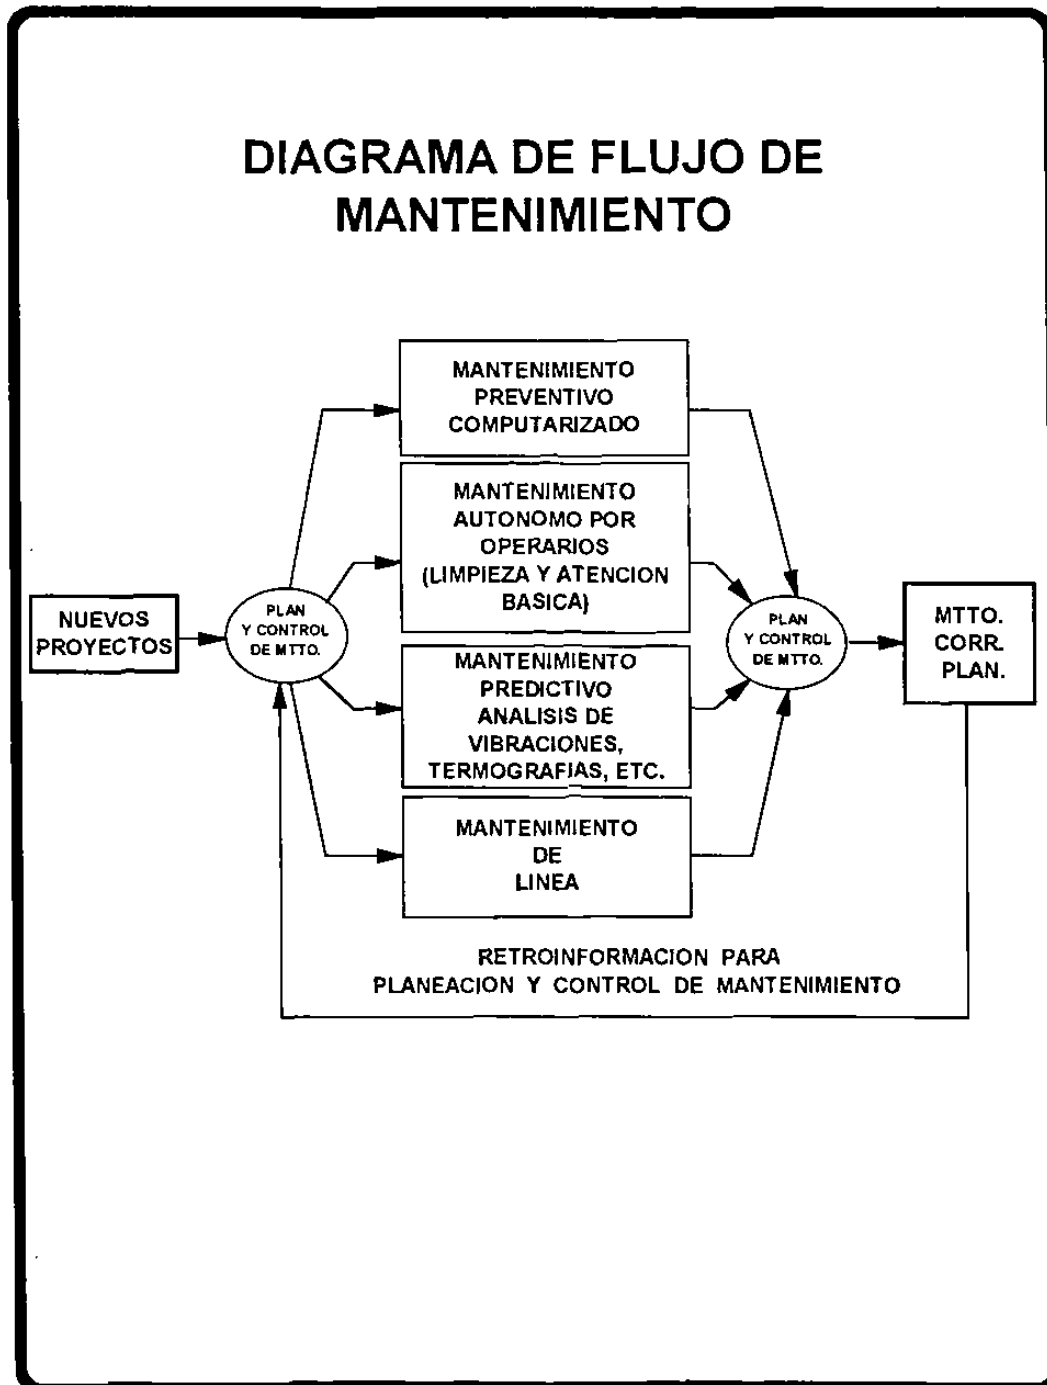 DIAGRAMA DE FLUJO DE
MANTENIMIENTO
MANTENIMIENTO
PREVENTIVO
COMPUTARIZADO
MANTENIMIENTO
AUTONOMO POR
OPERARIOS
(LIMPIEZA Y ATENCION
BASICA)
NUEVOS
PROYECTOS
PLAN
Y CONTROL
DE MTTO.
PLAN
Y CONTROL
DE MTTO.
MTTO.
CORR.
PLAN.
MANTENIMIENTO
PREDICTIVO
ANALISIS DE
VIBRACIONES,
TERMOGRAFIAS, ETC.
MANTENIMIENTO
DE
LINEA
RETROINFORMACION PARA
PLANEACION Y CONTROL DE MANTENIMIENTO